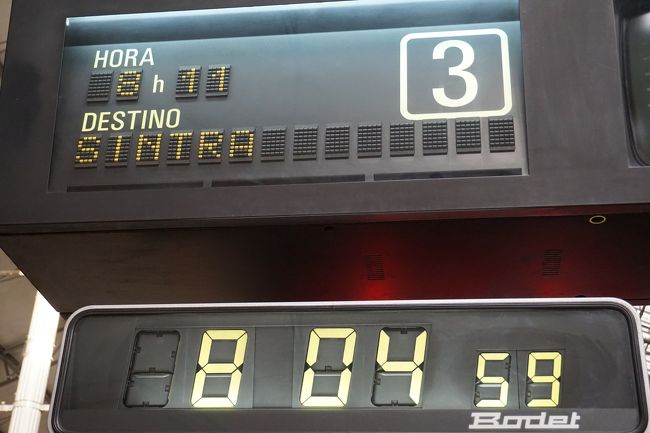 HORA
8 h 11
3
DESTINO
SINTRA
8 04 59
Bodet